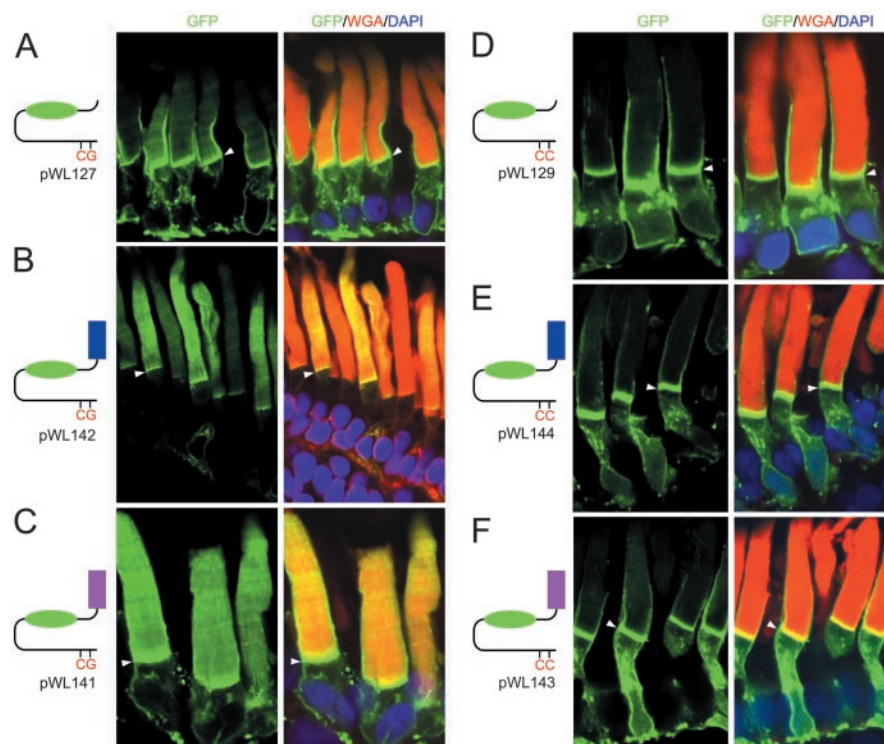 GFP
GFP/WGA/DAPI
A
CG
pWL127
B
CG
pWL142
C
CG
pWL141
GFP
GFP/WGA/DAPI
D
CC
pWL129
E
CC
pWL144
F
CC
pWL143